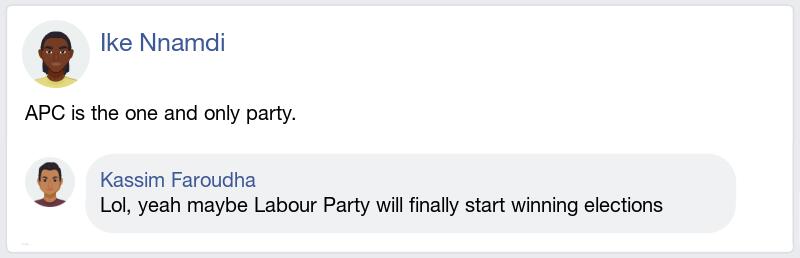 Ike Nnamdi
APC is the one and only party.
Kassim Faroudha
Lol, yeah maybe Labour Party will finally start winning elections